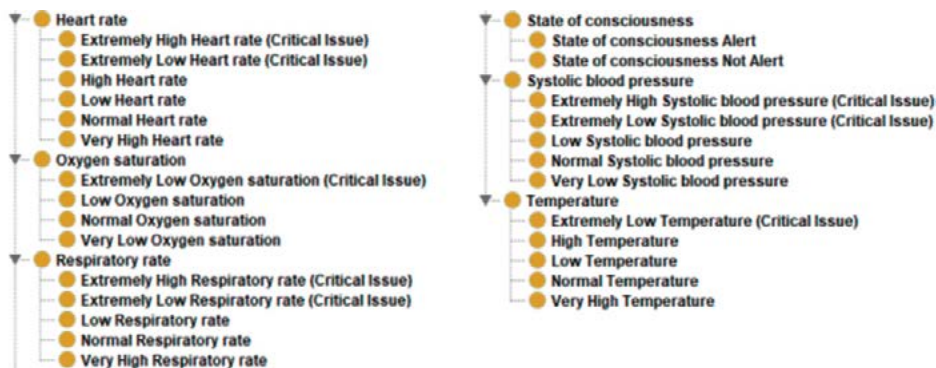 Heart rate
Extremely High Heart rate (Critical Issue)
Extremely Low Heart rate (Critical Issue)
High Heart rate
Low Heart rate
Normal Heart rate
Very High Heart rate
Oxygen saturation
Extremely Low Oxygen saturation (Critical Issue)
Low Oxygen saturation
Normal Oxygen saturation
Very Low Oxygen saturation
Respiratory rate
Extremely High Respiratory rate (Critical Issue)
Extremely Low Respiratory rate (Critical Issue)
Low Respiratory rate
Normal Respiratory rate
Very High Respiratory rate
State of consciousness
State of consciousness Alert
State of consciousness Not Alert
Systolic blood pressure
Extremely High Systolic blood pressure (Critical Issue)
Extremely Low Systolic blood pressure (Critical Issue)
Low Systolic blood pressure
Normal Systolic blood pressure
Very Low Systolic blood pressure
Temperature
Extremely Low Temperature (Critical Issue)
High Temperature
Low Temperature
Normal Temperature
Very High Temperature